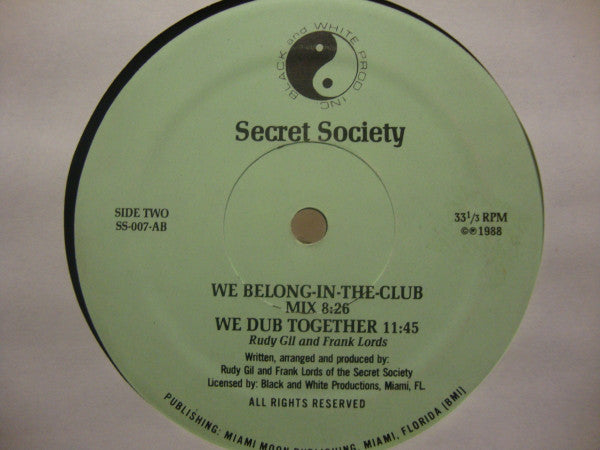 BLACK and WHITE PROD INC.
Secret Society
SIDE TWO
SS-007-AB
33 1/3 RPM
©℗1988
WE BELONG-IN-THE-CLUB
MIX 8:26
WE DUB TOGETHER 11:45
Rudy Gil and Frank Lords
Written, arranged and produced by:
Rudy Gil and Frank Lords of the Secret Society
Licensed by: Black and White Productions, Miami, FL
ALL RIGHTS RESERVED
PUBLISHING: MIAMI MOON PUBLISHING, MIAMI, FLORIDA (BMI)